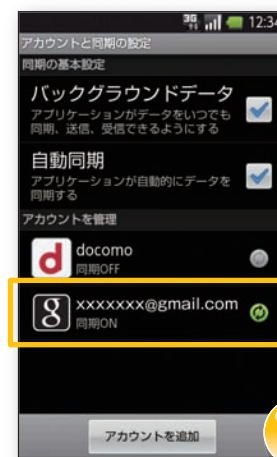 3G 12:34
アカウントと同期の設定
同期の基本設定
バックグラウンドデータ
アプリケーションがデータをいつでも
同期、送信、受信できるようにする
自動同期
アプリケーションが自動的にデータを
同期する
アカウントを管理
d docomo
同期OFF
g xxxxxxx@gmail.com
同期ON
アカウントを追加